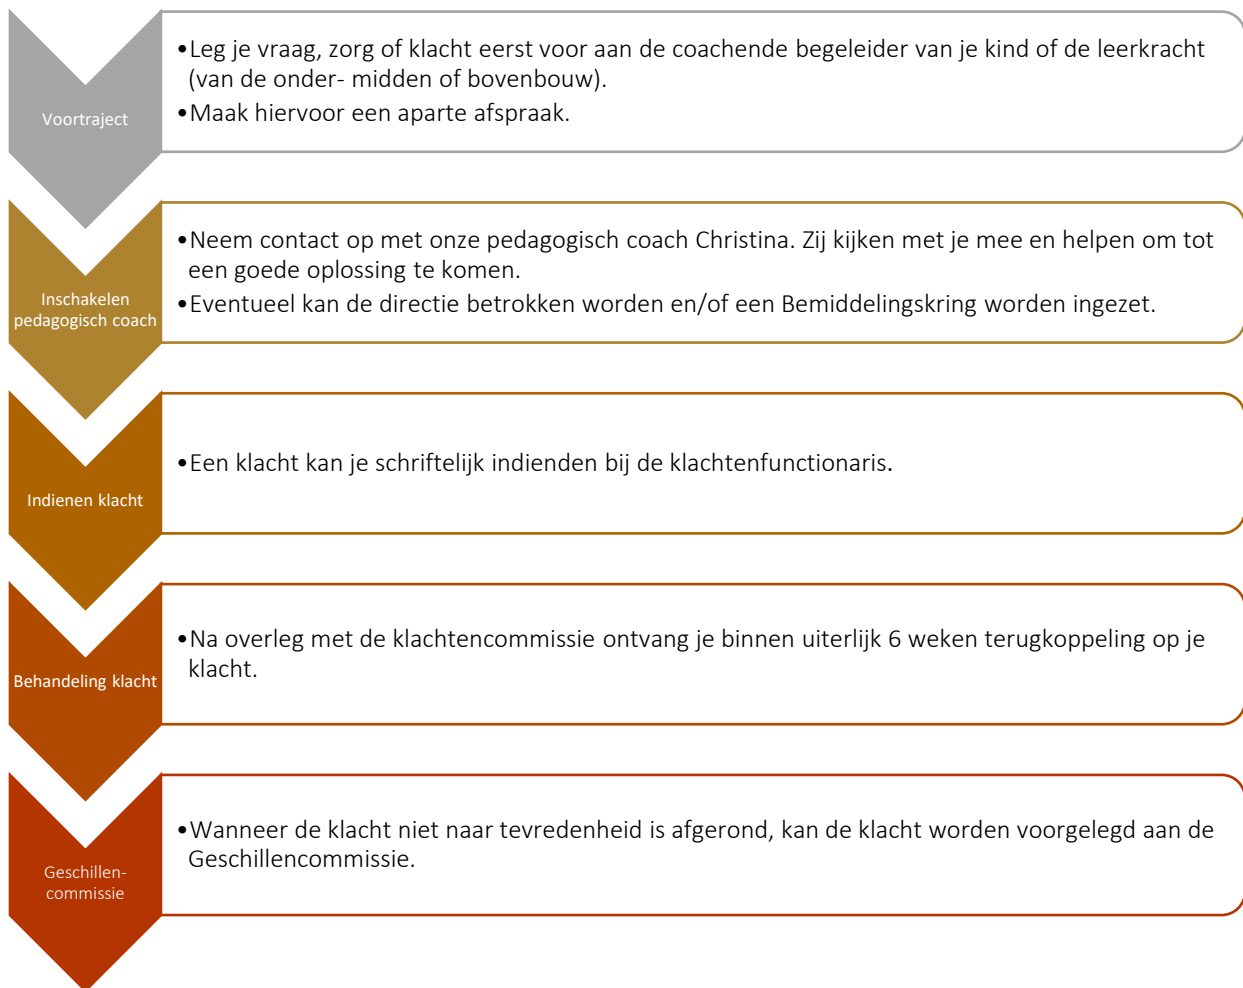 Voortraject
•Leg je vraag, zorg of klacht eerst voor aan de coachende begeleider van je kind of de leerkracht
(van de onder- midden of bovenbouw).
•Maak hiervoor een aparte afspraak.
Inschakelen
pedagogisch coach
•Neem contact op met onze pedagogisch coach Christina. Zij kijken met je mee en helpen om tot
een goede oplossing te komen.
•Eventueel kan de directie betrokken worden en/of een Bemiddelingskring worden ingezet.
Indienen klacht
•Een klacht kan je schriftelijk indienden bij de klachtenfunctionaris.
Behandeling klacht
•Na overleg met de klachtencommissie ontvang je binnen uiterlijk 6 weken terugkoppeling op je
klacht.
Geschillen-
commissie
•Wanneer de klacht niet naar tevredenheid is afgerond, kan de klacht worden voorgelegd aan de
Geschillencommissie.